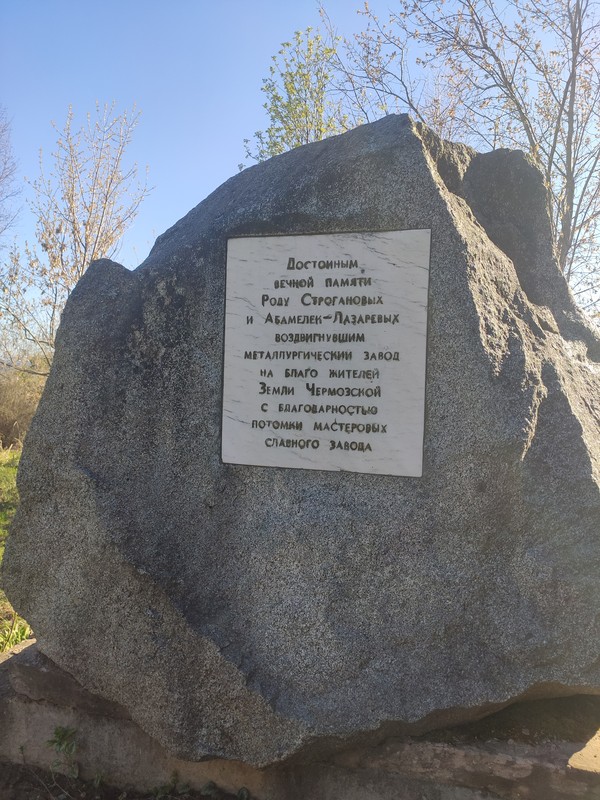 Достойным
вечной памяти
Роду Строгановых
и Абамелек-Лазаревых
воздвигнувшим
металлургический завод
на благо жителей
Земли Чермозской
с благоварностью
потомки мастеровых
славного завода